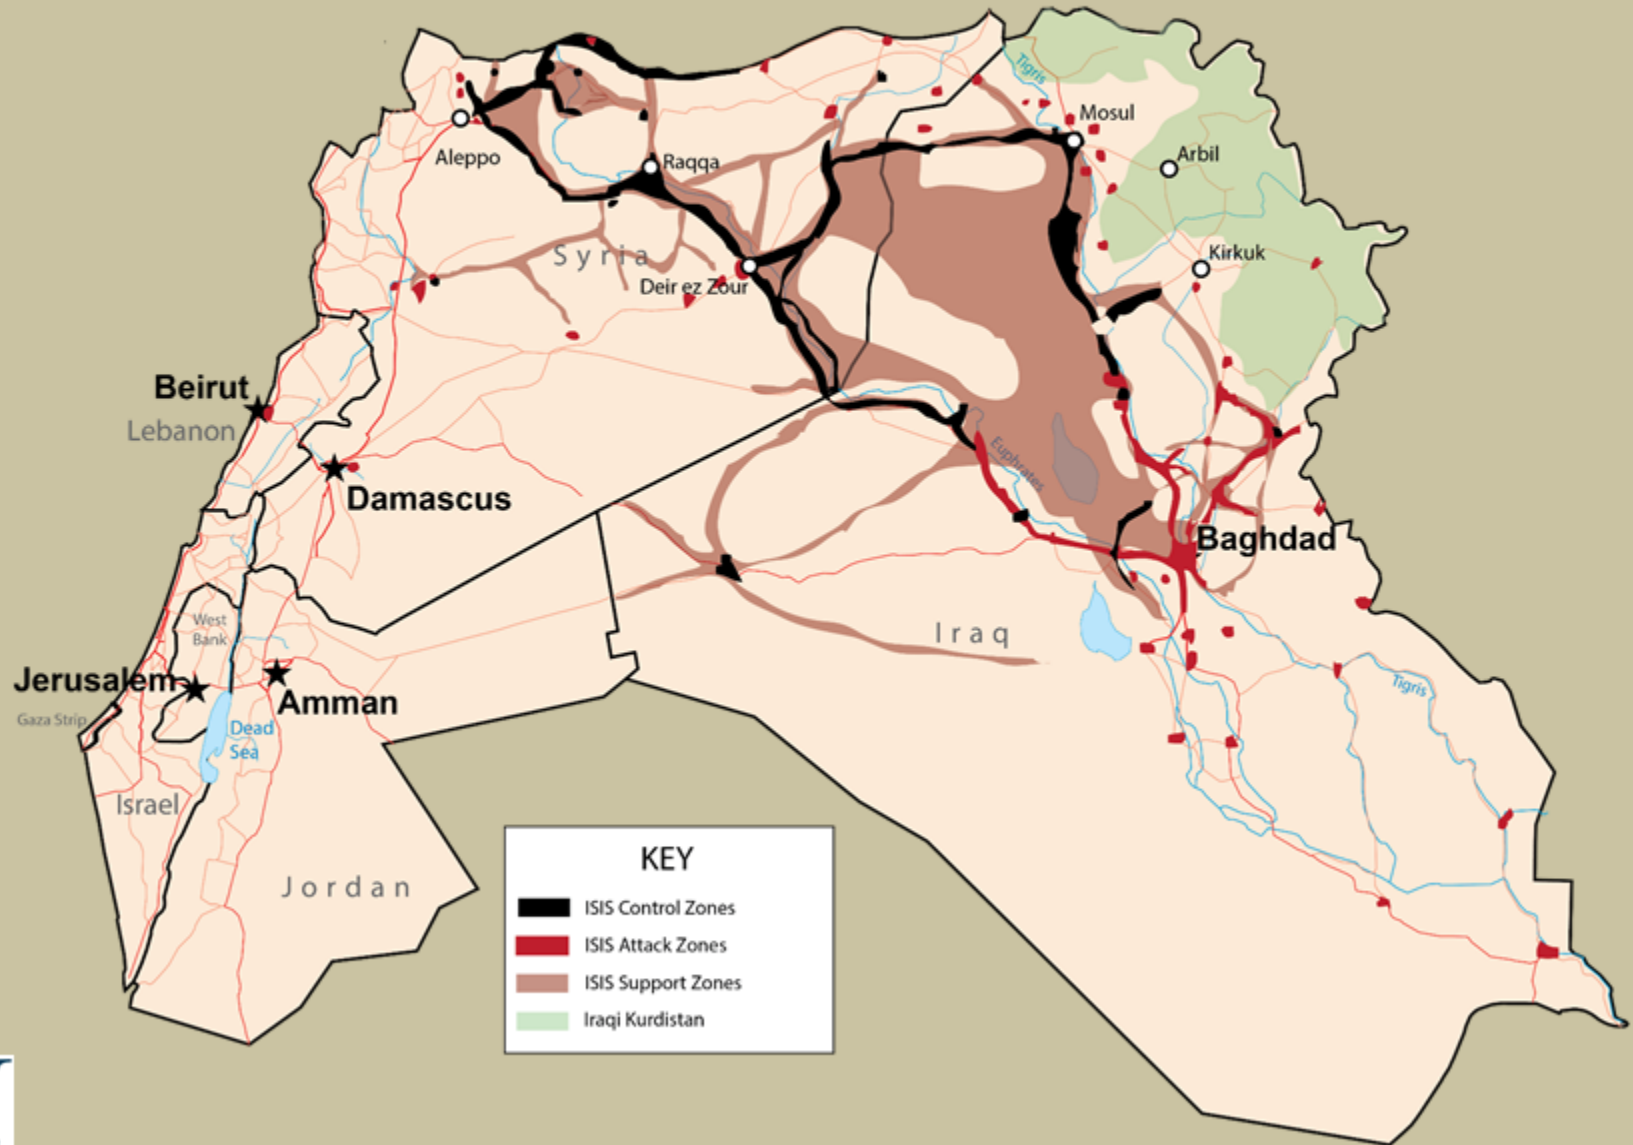 Tigris
Mosul
Aleppo
Raqqa
Arbil
Syria
Kirkuk
Deir ez Zour
Beirut
Lebanon
Euphrates
Damascus
Baghdad
West
Bank
Iraq
Jerusalem
Amman
Tigris
Gaza Strip
Dead
Sea
Israel
Jordan
KEY
ISIS Control Zones
ISIS Attack Zones
ISIS Support Zones
Iraqi Kurdistan